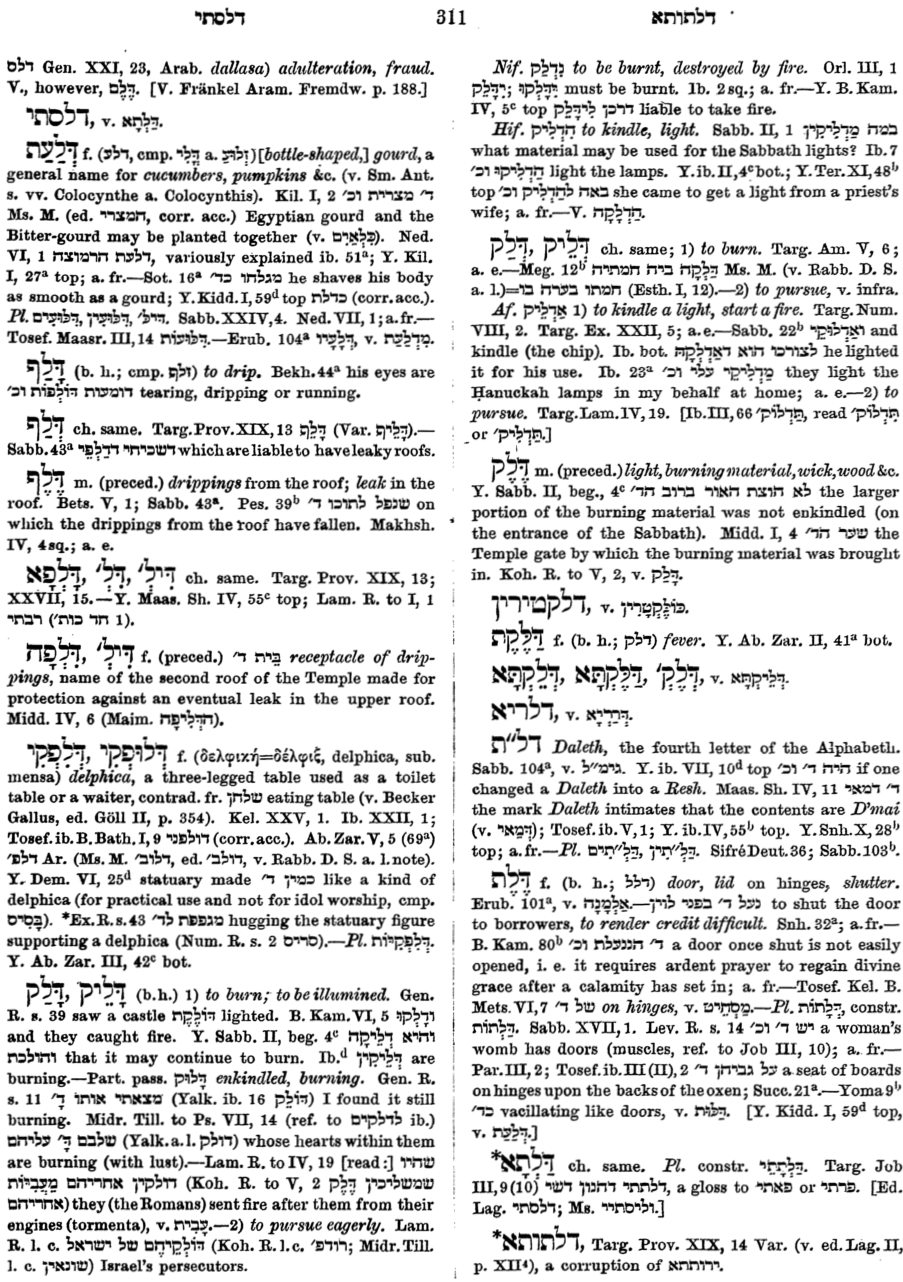 דלסתי
311
דלתותא
דלס Gen. XXI, 23, Arab. dallasa) adulteration, fraud.
V., however, דָּלֶס. [V. Fränkel Aram. Fremdw. p. 188.]
דלסתי, v. דַּלְּתָא.
דְּלַעַת f. (דלע, cmp. דְּלִי a. זְלוֹעַ) [bottle-shaped,] gourd, a
general name for cucumbers, pumpkins &c. (v. Sm. Ant.
s. vv. Colocynthe a. Colocynthis). Kil. I, 2 ד׳ מצרית וכ׳
Ms. M. (ed. המצרי, corr. acc.) Egyptian gourd and the
Bitter-gourd may be planted together (v. כִּלְאַיִם). Ned.
VI, 1 דלעת הרמוצה, variously explained ib. 51ᵃ; Y. Kil.
I, 27ᵃ top; a. fr.—Sot. 16ᵃ מגלחו כד׳ he shaves his body
as smooth as a gourd; Y. Kidd. I, 59ᵈ top כדלת (corr. acc.).
Pl. דְּלוּעִים, דְּלוּעִין, דִּיל׳. Sabb. XXIV, 4. Ned. VII, 1; a. fr.—
Tosef. Maasr. III, 14 דְּלוּעוֹת.—Erub. 104ᵃ דְּלָעָיו, v. מִדְלַעַת.
דָּלַף (b. h.; cmp. זלף) to drip. Bekh. 44ᵃ his eyes are
דומעות דּוֹלְפוֹת וכ׳ tearing, dripping or running.
דְּלַף ch. same. Targ. Prov. XIX, 13 דָּלֵף (Var. דָּלִיף).—
Sabb. 43ᵃ דשכיחי דדלפי which are liable to have leaky roofs.
דֶּלֶף m. (preced.) drippings from the roof; leak in the
roof. Bets. V, 1; Sabb. 43ᵃ. Pes. 39ᵇ שנפל לתוכו ד׳ on
which the drippings from the roof have fallen. Makhsh.
IV, 4 sq.; a. e.
דַּלְפָא, דִּל׳, דִּיל׳ ch. same. Targ. Prov. XIX, 13;
XXVII, 15.—Y. Maas. Sh. IV, 55ᶜ top; Lam. R. to I, 1
רבתי (חד כות׳ 1).
דִּלְפָּה, דִּיל׳ f. (preced.) בֵּית ד׳ receptacle of drip-
pings, name of the second roof of the Temple made for
protection against an eventual leak in the upper roof.
Midd. IV, 6 (Maim. הַדְּלִיפָה).
דְּלוּפְקִי, דֶּלְפְקִי f. (δελφική=δέλφιξ, delphica, sub.
mensa) delphica, a three-legged table used as a toilet
table or a waiter, contrad. fr. שלחן eating table (v. Becker
Gallus, ed. Göll II, p. 354). Kel. XXV, 1. Ib. XXII, 1;
Tosef. ib. B. Bath. I, 9 דולפני (corr. acc.). Ab. Zar. V, 5 (69ᵃ)
דלפ׳ Ar. (Ms. M. דלוב׳, ed. דולב׳, v. Rabb. D. S. a. l. note).
Y. Dem. VI, 25ᵈ statuary made כמין ד׳ like a kind of
delphica (for practical use and not for idol worship, cmp.
בָּסִיס). *Ex. R. s. 43 מגפפת לד׳ hugging the statuary figure
supporting a delphica (Num. R. s. 2 סריס).—Pl. דֶּלְפְּקִיּוֹת.
Y. Ab. Zar. III, 42ᶜ bot.
דָּלַק, דָּלִיק (b. h.) 1) to burn; to be illumined. Gen.
R. s. 39 saw a castle דּוֹלֶקֶת lighted. B. Kam. VI, 5 וְדָלְקוּ
and they caught fire. Y. Sabb. II, beg. 4ᶜ והיא דְלֵיקָה
והולכת that it may continue to burn. Ib.ᵈ דְּלֵיקִין are
burning.—Part. pass. דָּלוּק enkindled, burning. Gen. R.
s. 11 מצאתי אותו ד׳ (Yalk. ib. 16 דּוֹלֵק) I found it still
burning. Midr. Till. to Ps. VII, 14 (ref. to לדלקים ib.)
שלבם ד׳ עליהם (Yalk. a. l. דולק) whose hearts within them
are burning (with lust).—Lam. R. to IV, 19 [read:] שהיו
דולקין אחריהם מֵעֲבִיּוֹת (Koh. R. to V, 2 שמשליכין דֶּלֶק
אחריהם) they (the Romans) sent fire after them from their
engines (tormenta), v. עָבִית.—2) to pursue eagerly. Lam.
R. l. c. דּוֹלְקֵיהֶם של ישראל (Koh. R. l. c. רודפ׳; Midr. Till.
l. c. שונאין) Israel's persecutors.
Nif. נִדְלַק to be burnt, destroyed by fire. Orl. III, 1
יִדָּלְקוּ; יִדָּלֵק must be burnt. Ib. 2 sq.; a. fr.—Y. B. Kam.
IV, 5ᶜ top דרכן לִידָּלֵק liable to take fire.
Hif. הִדְלִיק to kindle, light. Sabb. II, 1 במה מַדְלִיקִין
what material may be used for the Sabbath lights? Ib. 7
הַדְלִיקוּ וכ׳ light the lamps. Y. ib. II, 4ᶜ bot.; Y. Ter. XI, 48ᵇ
top באה לְהַדְלִיק וכ׳ she came to get a light from a priest's
wife; a. fr.—V. הַדְלָקָה.
דְּלֵיק, דְּלַק ch. same; 1) to burn. Targ. Am. V, 6;
a. e.—Meg. 12ᵇ דְּלָקָה ביה חמתיה Ms. M. (v. Rabb. D. S.
a. l.)=חמתו בערה בו (Esth. I, 12).—2) to pursue, v. infra.
Af. אַדְלֵיק 1) to kindle a light, start a fire. Targ. Num.
VIII, 2. Targ. Ex. XXII, 5; a. e.—Sabb. 22ᵇ וְאַדְלוּקֵי and
kindle (the chip). Ib. bot. לצורכו הוא דאַדְלְקָהּ he lighted
it for his use. Ib. 23ᵃ מַדְלִיקֵי עלי וכ׳ they light the
Ḥanuckah lamps in my behalf at home; a. e.—2) to
pursue. Targ. Lam. IV, 19. [Ib. III, 66 תַּדְלוֹק׳, read תִּדְלוֹק׳
or תַּדְלִיק׳.]
דֶּלֶק m. (preced.) light, burning material, wick, wood &c.
Y. Sabb. II, beg., 4ᶜ לא הוצת האור ברוב הד׳ the larger
portion of the burning material was not enkindled (on
the entrance of the Sabbath). Midd. I, 4 שער הד׳ the
Temple gate by which the burning material was brought
in. Koh. R. to V, 2, v. דָּלַק.
דלקטירין, v. כּוֹלֶקְטָרִין.
דַּלֶּקֶת f. (b. h.; דלק) fever. Y. Ab. Zar. II, 41ᵃ bot.
דְּלֵקְתָּא, דַּלֶּקְתָּא, דְּלֶקְ׳, v. דְּלֵיקְתָּא.
דלריא, v. דְּרַרְיָא.
דל״ת Daleth, the fourth letter of the Alphabeth.
Sabb. 104ᵃ, v. גימ״ל. Y. ib. VII, 10ᵈ top היה ד׳ וכ׳ if one
changed a Daleth into a Resh. Maas. Sh. IV, 11 ד׳ דמאי
the mark Daleth intimates that the contents are D'mai
(v. דְּמַאי); Tosef. ib. V, 1; Y. ib. IV, 55ᵇ top. Y. Snh. X, 28ᵇ
top; a. fr.—Pl. דָּלְ״תִין, דָּלְ״תִים. Sifré Deut. 36; Sabb. 103ᵇ.
דֶּלֶת f. (b. h.; דלל) door, lid on hinges, shutter.
Erub. 101ᵃ, v. אַלְמָנָה.—נעל ד׳ בפני לוין to shut the door
to borrowers, to render credit difficult. Snh. 32ᵃ; a. fr.—
B. Kam. 80ᵇ ד׳ הננעלת וכ׳ a door once shut is not easily
opened, i. e. it requires ardent prayer to regain divine
grace after a calamity has set in; a. fr.—Tosef. Kel. B.
Mets. VI, 7 של ד׳ on hinges, v. מַסְחֵיט.—Pl. דְּלָתוֹת, constr.
דַּלְתוֹת. Sabb. XVII, 1. Lev. R. s. 14 יש ד׳ וכ׳ a woman's
womb has doors (muscles, ref. to Job III, 10); a. fr.—
Par. III, 2; Tosef. ib. III (II), 2 ד׳ על גביהן a seat of boards
on hinges upon the backs of the oxen; Succ. 21ᵃ.—Yoma 9ᵇ
כד׳ vacillating like doors, v. דַּלּוּת. [Y. Kidd. I, 59ᵈ top,
v. דְּלַעַת.]
*דַּלְתָא ch. same. Pl. constr. דַּלְתָתֵי. Targ. Job
III, 9 (10) דלתתי דהנון דשי, a gloss to פאתי or פרתי. [Ed.
Lag. דלסתי; Ms. וליסתיי.]
*דלתותא, Targ. Prov. XIX, 14 Var. (v. ed. Lag. II,
p. XII⁴), a corruption of ירותתא.